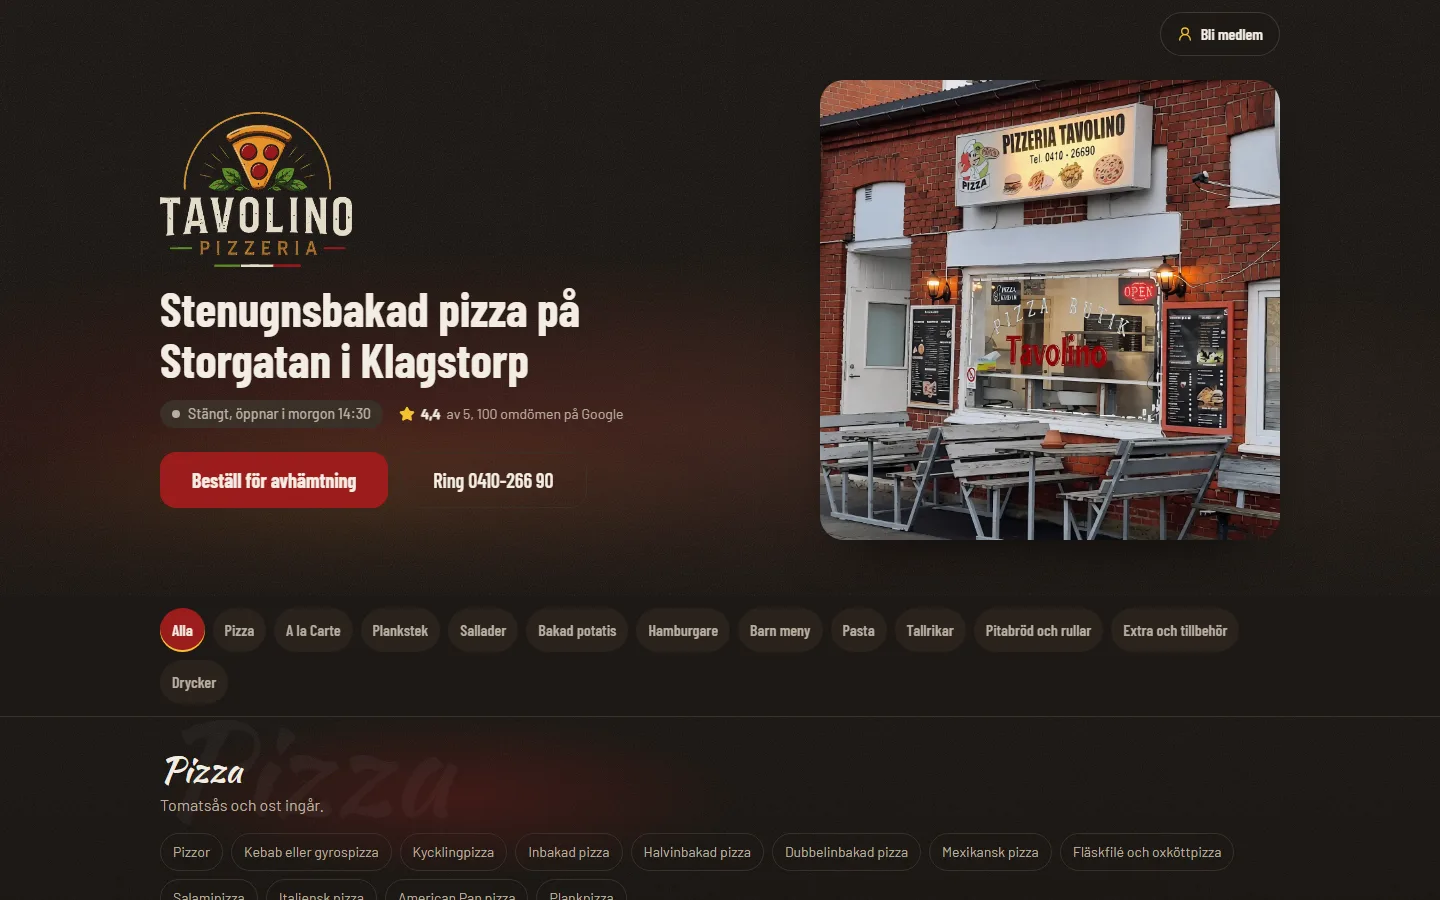 Bli medlem
TAVOLINO
PIZZERIA
PIZZERIA TAVOLINO
Tel. 0410 - 26690
PIZZA
OPEN
PIZZA BUTIK
Tavolino
Stenugnsbakad pizza på
Storgatan i Klagstorp
Stängt, öppnar i morgon 14:30
4,4 av 5, 100 omdömen på Google
Beställ för avhämtning
Ring 0410-266 90
Alla
Pizza
A la Carte
Plankstek
Sallader
Bakad potatis
Hamburgare
Barn meny
Pasta
Tallrikar
Pitabröd och rullar
Extra och tillbehör
Drycker
Pizza
Pizza
Tomatsås och ost ingår.
Pizzor
Kebab eller gyrospizza
Kycklingpizza
Inbakad pizza
Halvinbakad pizza
Dubbelinbakad pizza
Mexikansk pizza
Fläskfilé och oxköttpizza
Salamipizza
Italiensk pizza
American Pan pizza
Plankpizza